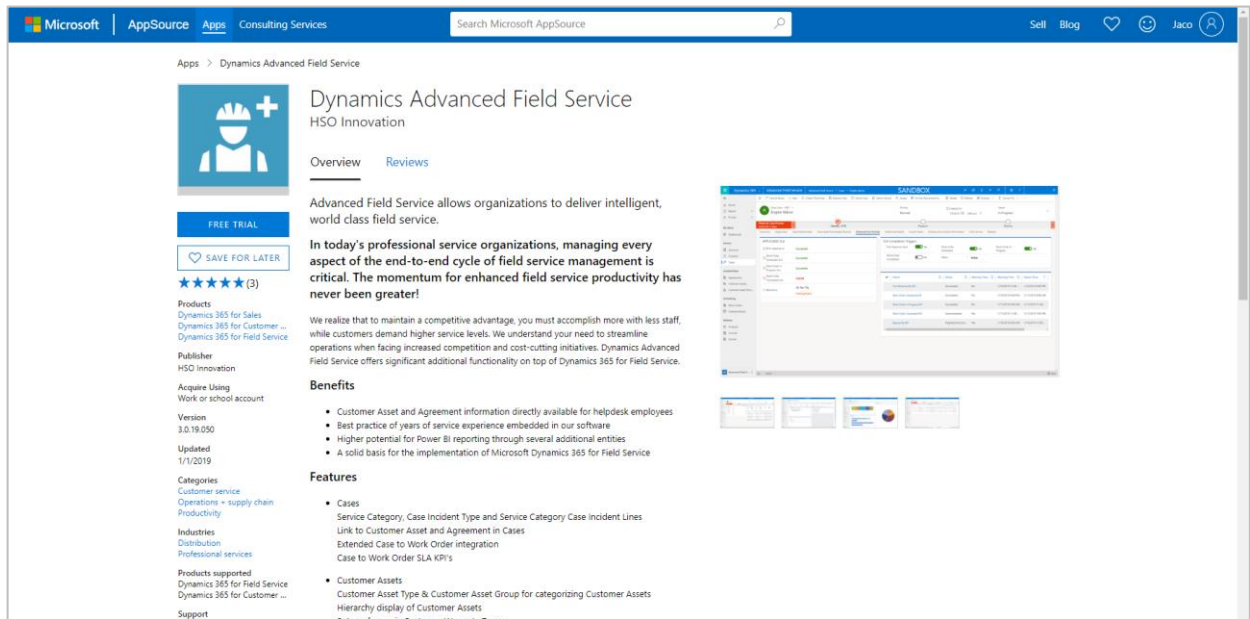 Microsoft AppSource Apps Consulting Services Search Microsoft AppSource Sell Blog Jaco
Apps > Dynamics Advanced Field Service
Dynamics Advanced Field Service
HSO Innovation
Overview Reviews
FREE TRIAL
SAVE FOR LATER
(3)
Products
Dynamics 365 for Sales
Dynamics 365 for Customer ...
Dynamics 365 for Field Service
Publisher
HSO Innovation
Acquire Using
Work or school account
Version
3.0.19.050
Updated
1/1/2019
Categories
Customer service
Operations + supply chain
Productivity
Industries
Distribution
Professional services
Products supported
Dynamics 365 for Field Service
Dynamics 365 for Customer ...
Support
Advanced Field Service allows organizations to deliver intelligent,
world class field service.
In today's professional service organizations, managing every
aspect of the end-to-end cycle of field service management is
critical. The momentum for enhanced field service productivity has
never been greater!
We realize that to maintain a competitive advantage, you must accomplish more with less staff,
while customers demand higher service levels. We understand your need to streamline
operations when facing increased competition and cost-cutting initiatives. Dynamics Advanced
Field Service offers significant additional functionality on top of Dynamics 365 for Field Service.
Benefits
• Customer Asset and Agreement information directly available for helpdesk employees
• Best practice of years of service experience embedded in our software
• Higher potential for Power BI reporting through several additional entities
• A solid basis for the implementation of Microsoft Dynamics 365 for Field Service
Features
• Cases
Service Category, Case Incident Type and Service Category Case Incident Lines
Link to Customer Asset and Agreement in Cases
Extended Case to Work Order integration
Case to Work Order SLA KPI's
• Customer Assets
Customer Asset Type & Customer Asset Group for categorizing Customer Assets
Hierarchy display of Customer Assets
SANDBOX